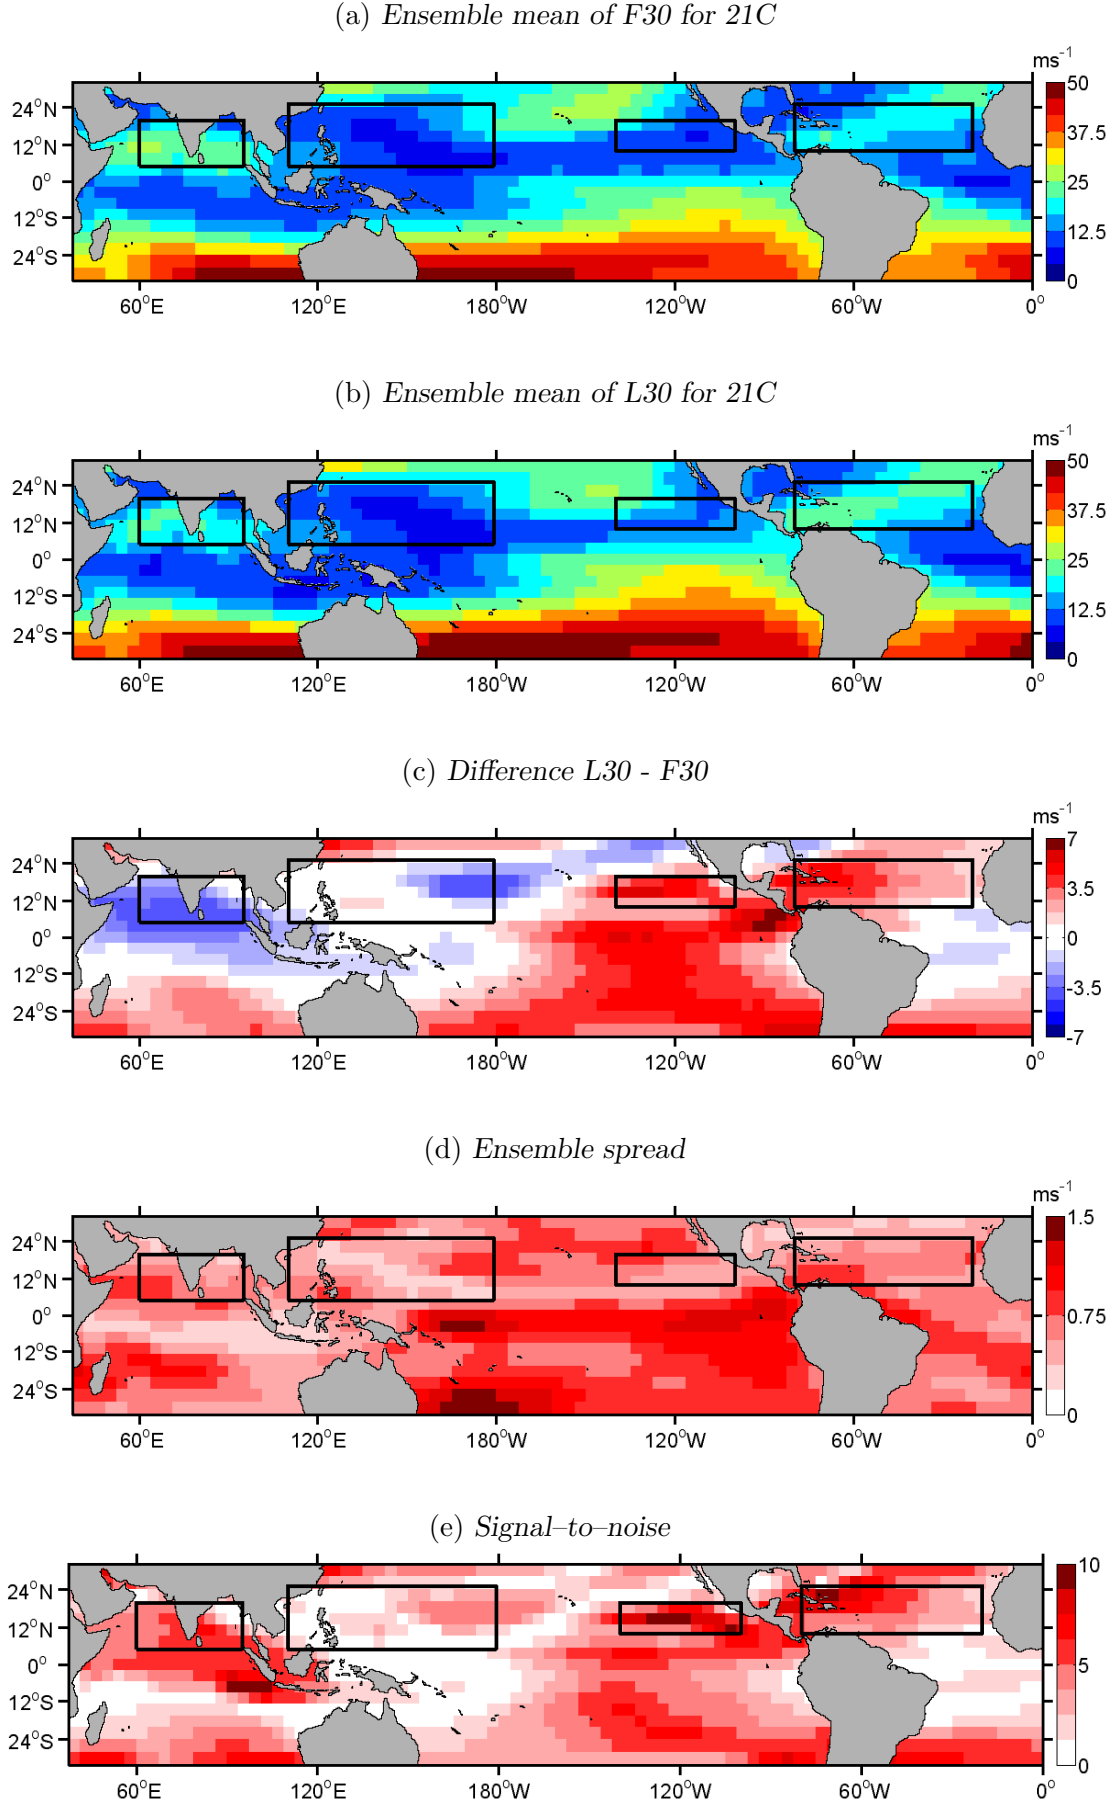 (a) Ensemble mean of F30 for 21C
ms⁻¹
24°N
12°N
0°
12°S
24°S
60°E 120°E 180°W 120°W 60°W 0°
50
37.5
25
12.5
0
(b) Ensemble mean of L30 for 21C
ms⁻¹
24°N
12°N
0°
12°S
24°S
60°E 120°E 180°W 120°W 60°W 0°
50
37.5
25
12.5
0
(c) Difference L30 - F30
ms⁻¹
24°N
12°N
0°
12°S
24°S
60°E 120°E 180°W 120°W 60°W 0°
7
3.5
0
-3.5
-7
(d) Ensemble spread
ms⁻¹
24°N
12°N
0°
12°S
24°S
60°E 120°E 180°W 120°W 60°W 0°
1.5
0.75
0
(e) Signal–to–noise
24°N
12°N
0°
12°S
24°S
60°E 120°E 180°W 120°W 60°W 0°
10
5
0